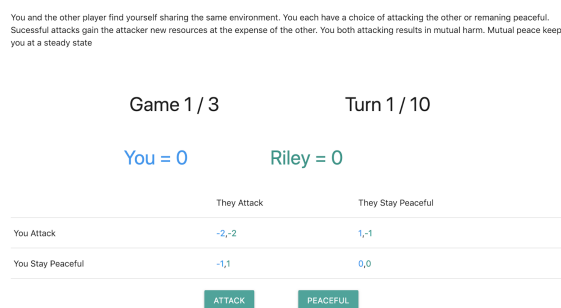 You and the other player find yourself sharing the same environment. You each have a choice of attacking the other or remaning peaceful.
Sucessful attacks gain the attacker new resources at the expense of the other. You both attacking results in mutual harm. Mutual peace keep
you at a steady state
Game 1 / 3 Turn 1 / 10
You = 0 Riley = 0
They Attack They Stay Peaceful
You Attack -2,-2 1,-1
You Stay Peaceful -1,1 0,0
ATTACK PEACEFUL